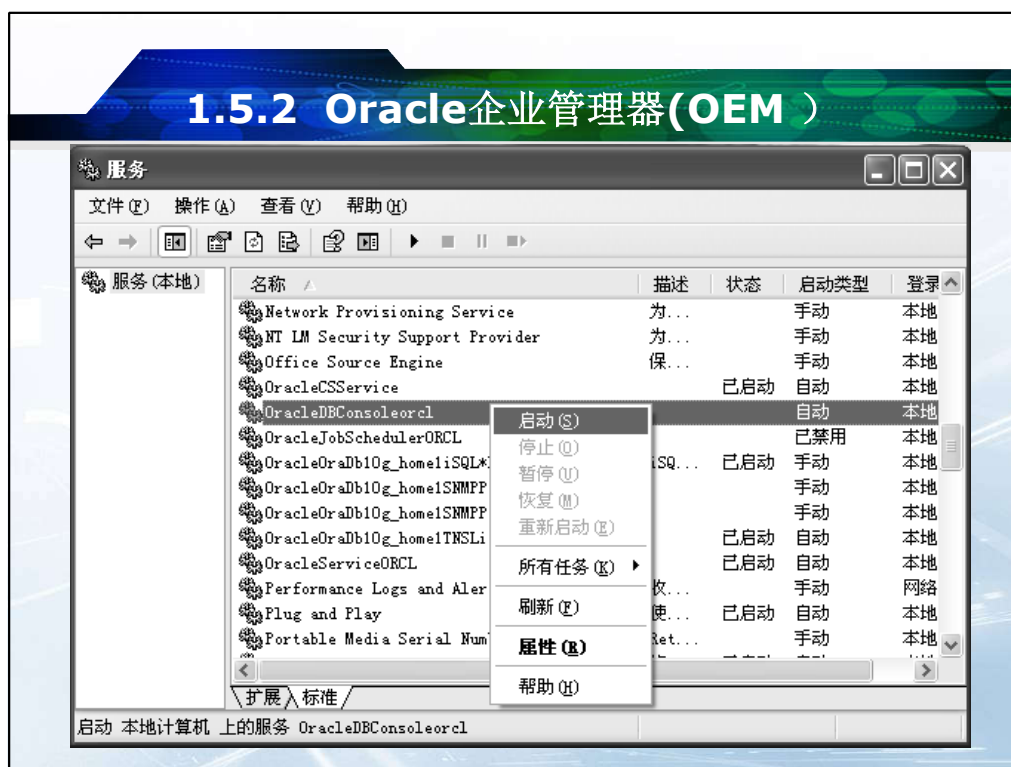 1.5.2 Oracle企业管理器(OEM ）
服务
文件(F) 操作(A) 查看(V) 帮助(H)
服务(本地)
名称 描述 状态 启动类型 登录
Network Provisioning Service 为... 手动 本地
NT LM Security Support Provider 为... 手动 本地
Office Source Engine 保... 手动 本地
OracleCSService 已启动 自动 本地
OracleDBConsoleorcl 自动 本地
OracleJobSchedulerORCL 已禁用 本地
OracleOraDb10g_home1iSQL* iSQ... 已启动 手动 本地
OracleOraDb10g_home1SNMPP 手动 本地
OracleOraDb10g_home1SNMPP 手动 本地
OracleOraDb10g_home1TNSLi 已启动 自动 本地
OracleServiceORCL 已启动 自动 本地
Performance Logs and Aler 收... 手动 网络
Plug and Play 使... 已启动 自动 本地
Portable Media Serial Num Ret... 手动 本地
启动(S)
停止(O)
暂停(U)
恢复(M)
重新启动(E)
所有任务(K)
刷新(F)
属性(R)
帮助(H)
扩展 标准
启动 本地计算机 上的服务 OracleDBConsoleorcl